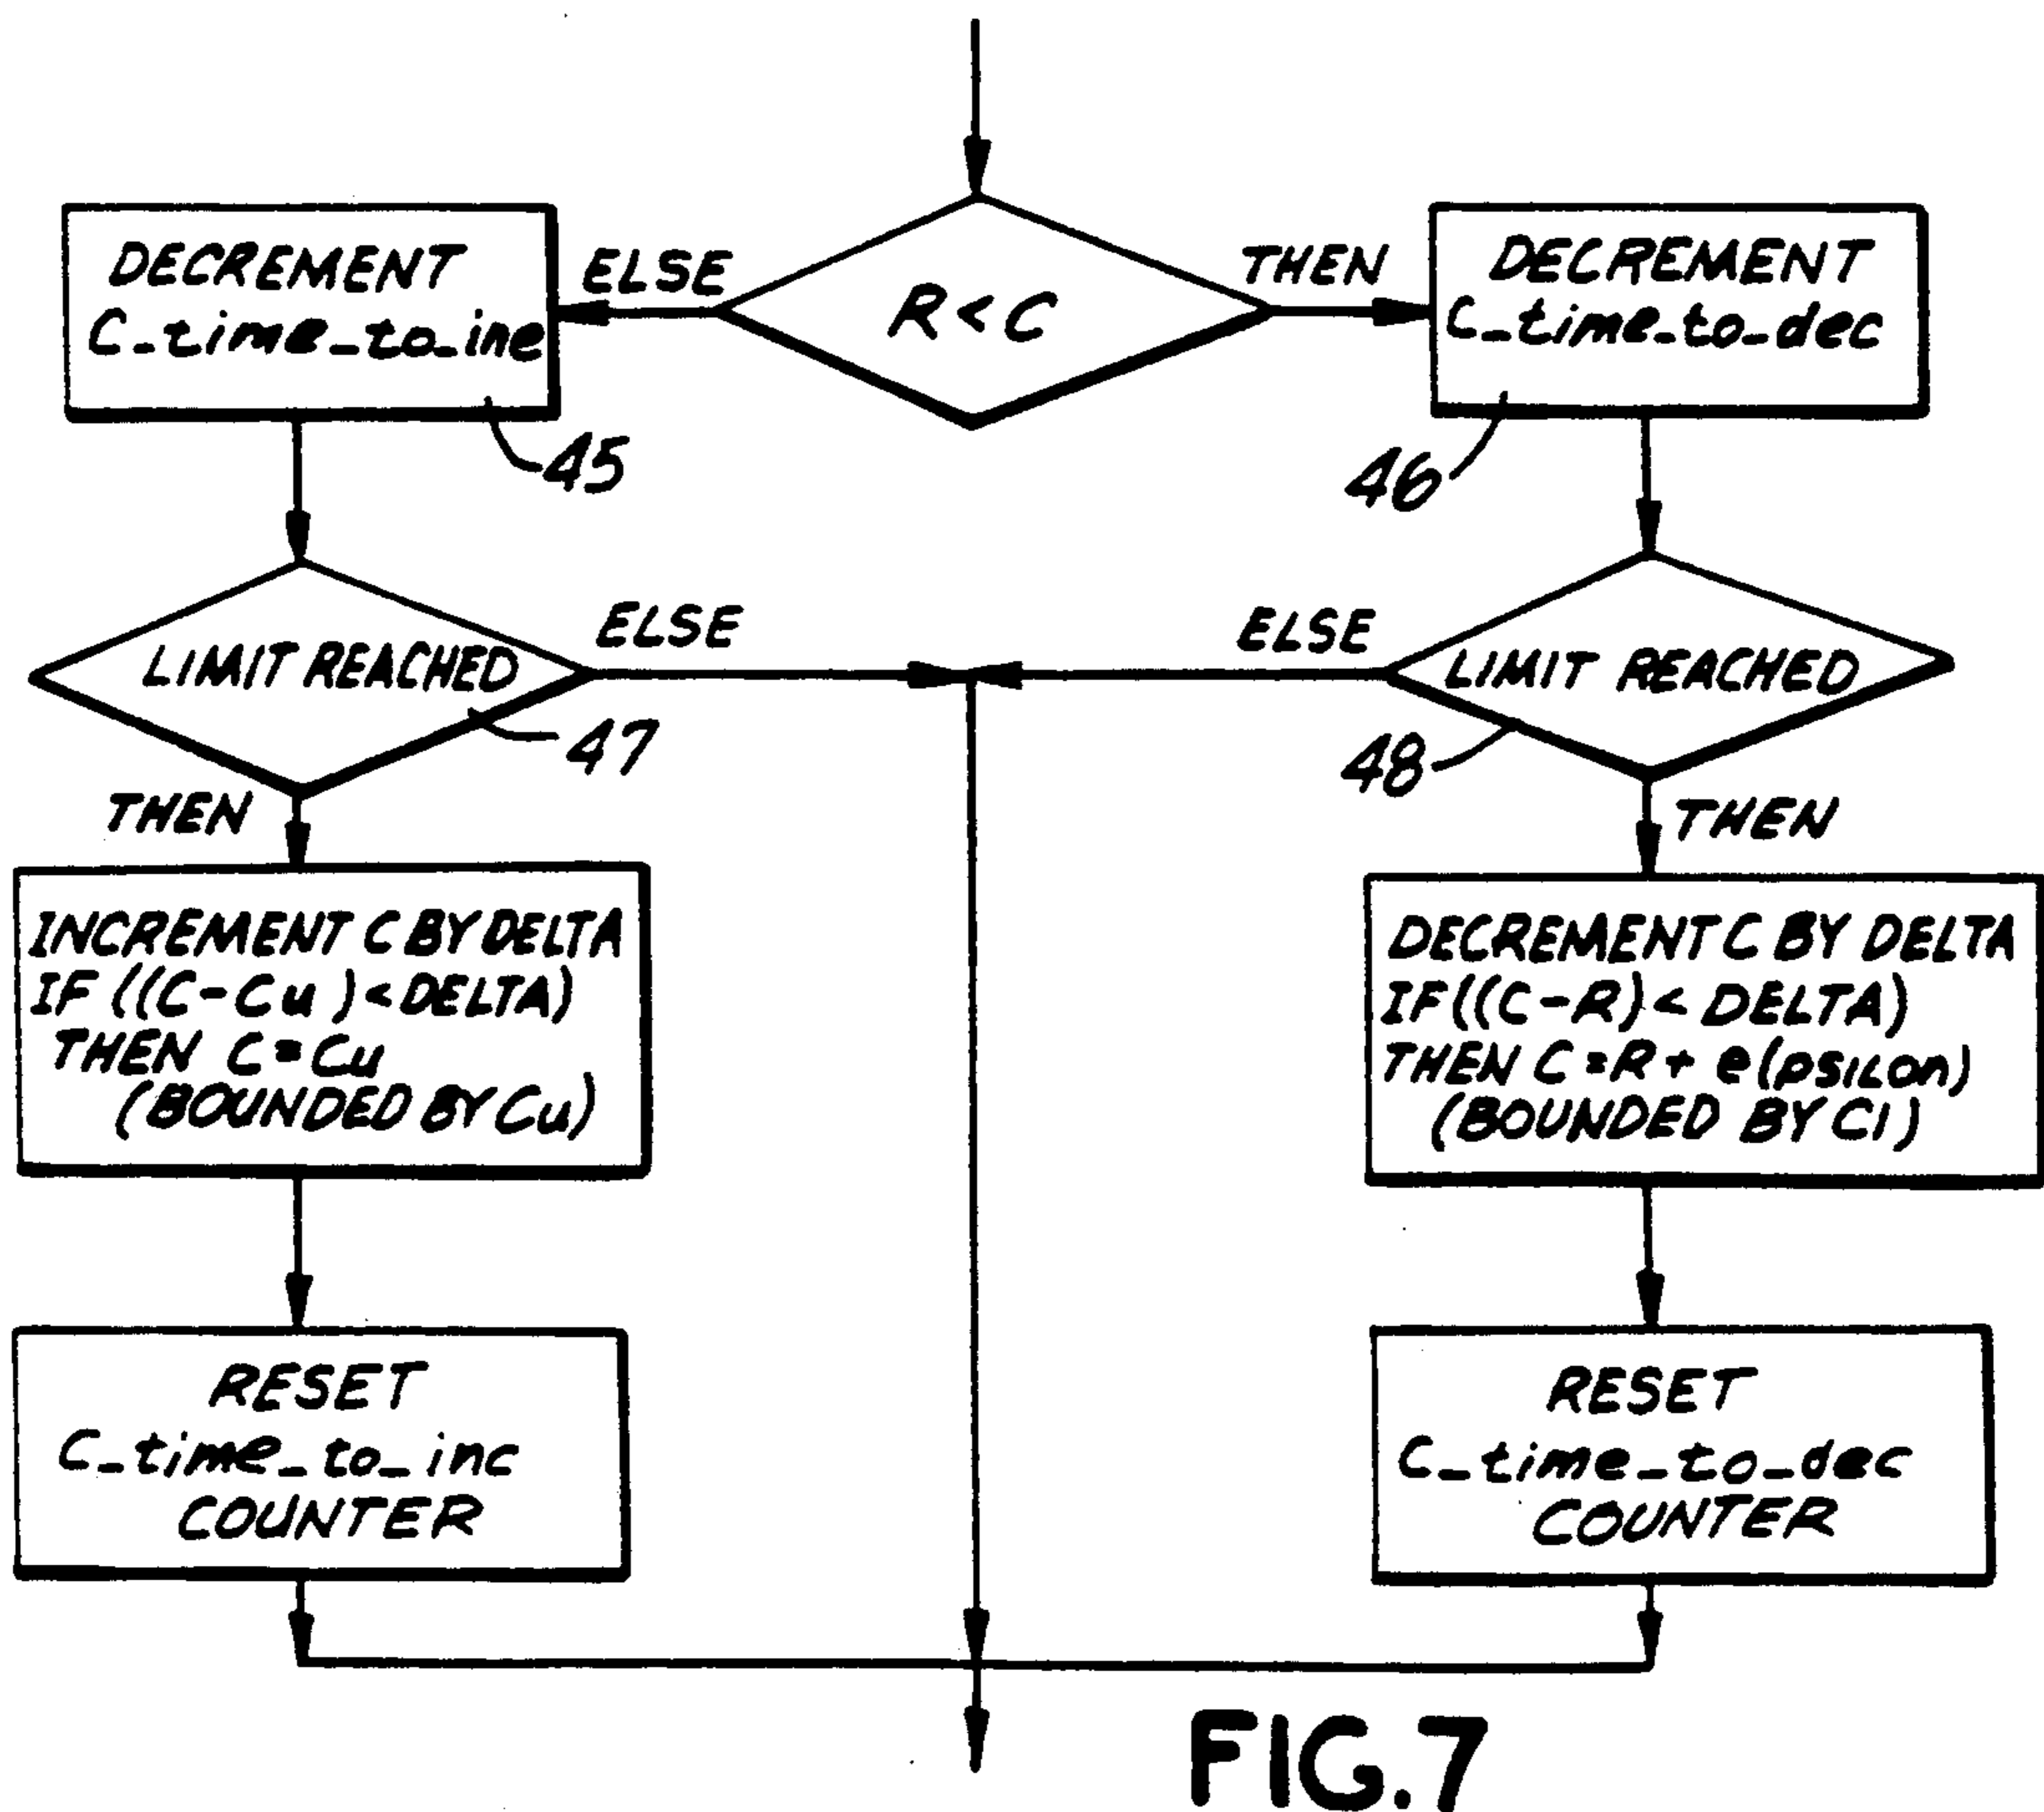 DECREMENT
C_time_to_ine
ELSE
R < C
THEN
DECREMENT
C_time_to_dec
45
46
LIMIT REACHED
ELSE
ELSE
LIMIT REACHED
47
48
THEN
THEN
INCREMENT C BY DELTA
IF ((C-Cu) < DELTA)
THEN C = Cu
(BOUNDED BY Cu)
DECREMENT C BY DELTA
IF ((C-R) < DELTA)
THEN C = R + e(psilon)
(BOUNDED BY Cl)
RESET
C_time_to_inc
COUNTER
RESET
C_time_to_dec
COUNTER
FIG.7